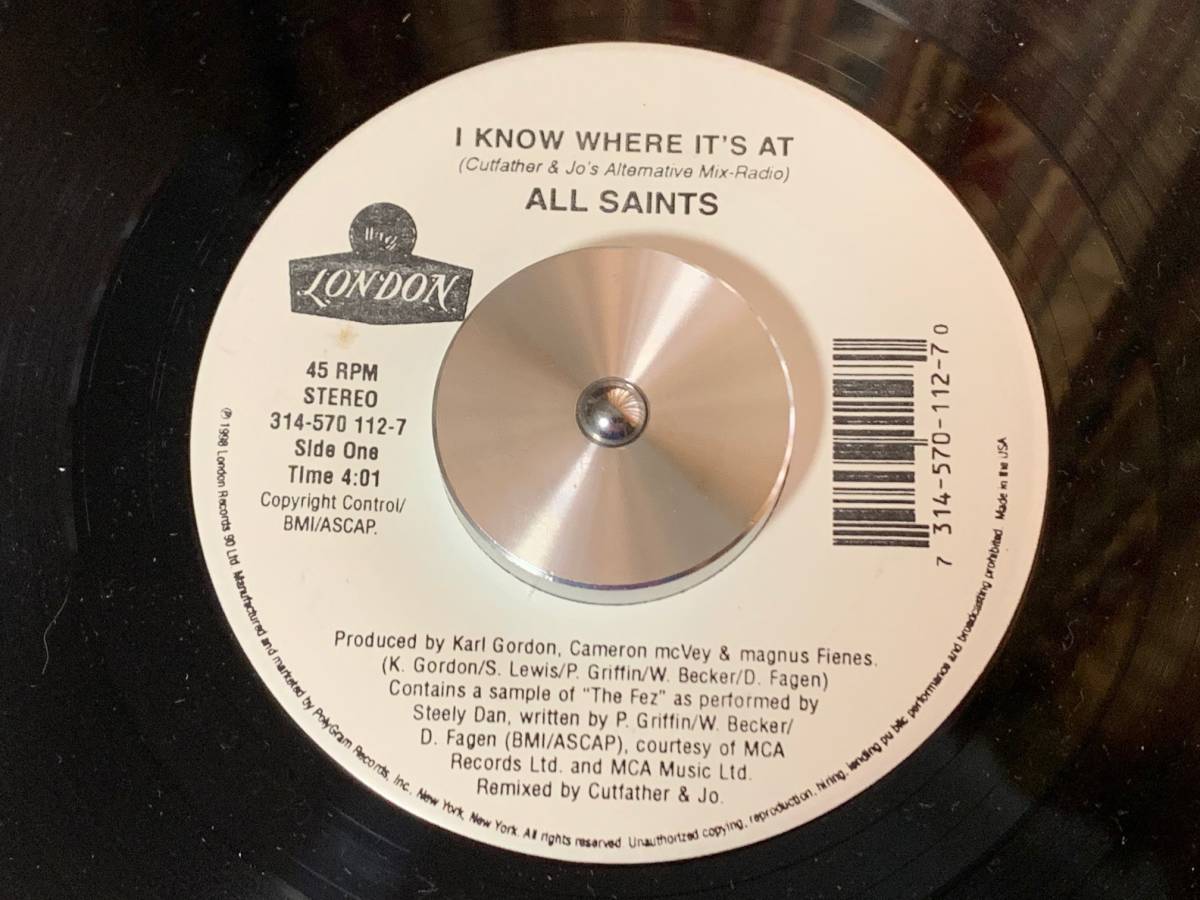 I KNOW WHERE IT'S AT
(Cutfather & Jo's Alternative Mix-Radio)
ALL SAINTS
LONDON
45 RPM
STEREO
314-570 112-7
Side One
Time 4:01
Copyright Control/
BMI/ASCAP.
7 314-570-112-7 0
Produced by Karl Gordon, Cameron mcVey & magnus Fienes.
(K. Gordon/S. Lewis/P. Griffin/W. Becker/D. Fagen)
Contains a sample of "The Fez" as performed by
Steely Dan, written by P. Griffin/W. Becker/
D. Fagen (BMI/ASCAP), courtesy of MCA
Records Ltd. and MCA Music Ltd.
Remixed by Cutfather & Jo.
℗ 1998 London Records 90 Ltd. Manufactured and marketed by PolyGram Records, Inc., New York, New York. All rights reserved. Unauthorized copying, reproduction, hiring, lending public performance and broadcasting prohibited. Made in the USA